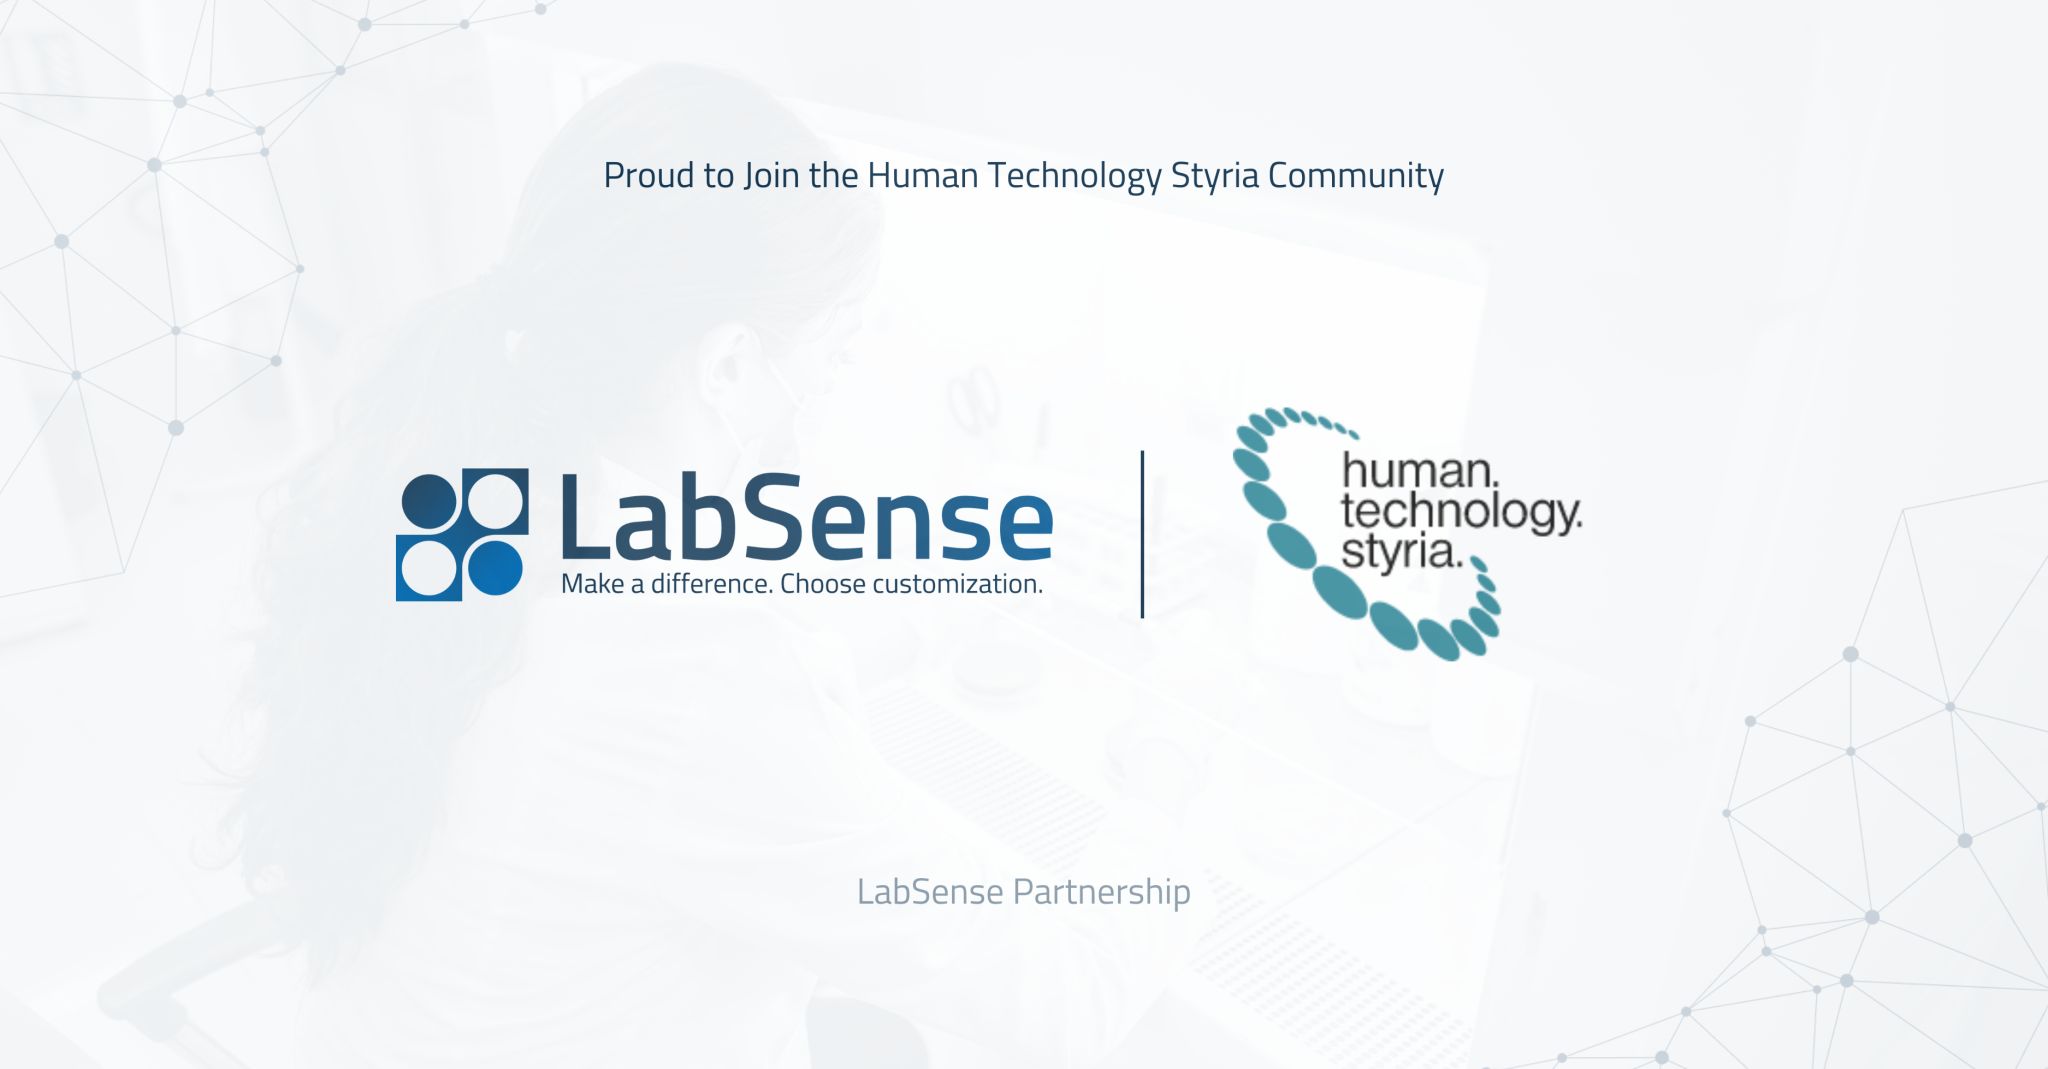 Proud to Join the Human Technology Styria Community
LabSense
Make a difference. Choose customization.
human.
technology.
styria.
LabSense Partnership